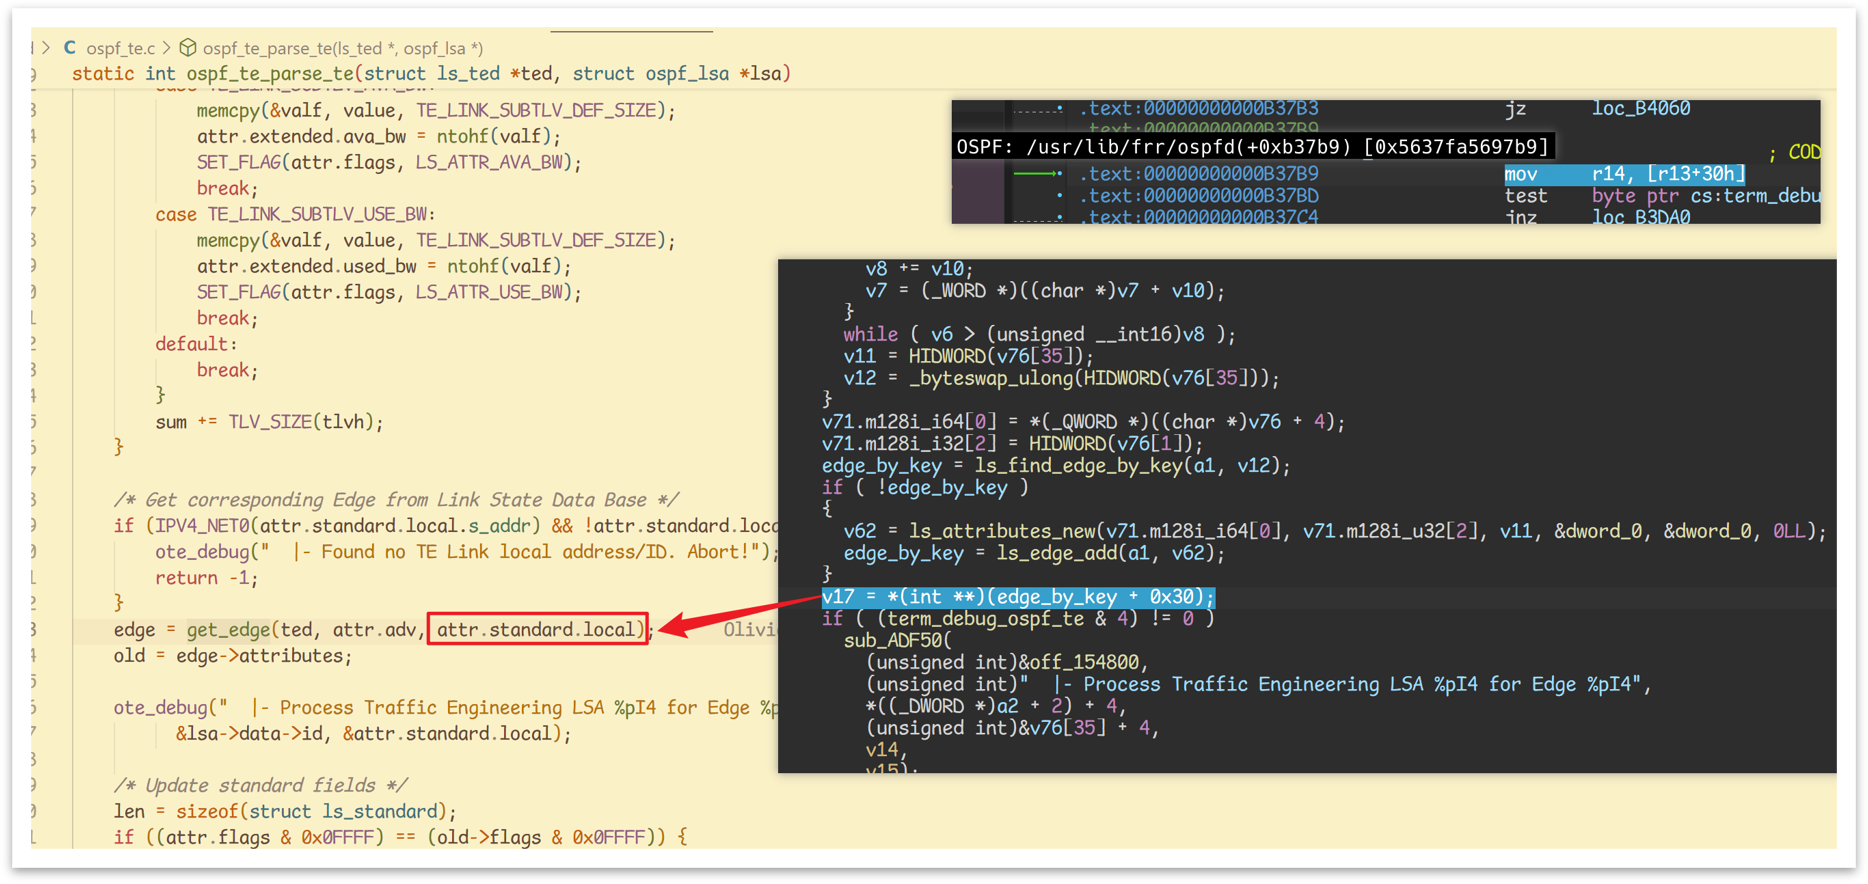 ospf_te.c > ospf_te_parse_te(ls_ted *, ospf_lsa *)
static int ospf_te_parse_te(struct ls_ted *ted, struct ospf_lsa *lsa)
memcpy(&valf, value, TE_LINK_SUBTLV_DEF_SIZE);
attr.extended.ava_bw = ntohf(valf);
SET_FLAG(attr.flags, LS_ATTR_AVA_BW);
break;
case TE_LINK_SUBTLV_USE_BW:
memcpy(&valf, value, TE_LINK_SUBTLV_DEF_SIZE);
attr.extended.used_bw = ntohf(valf);
SET_FLAG(attr.flags, LS_ATTR_USE_BW);
break;
default:
break;
}
sum += TLV_SIZE(tlvh);
}
/* Get corresponding Edge from Link State Data Base */
if (IPV4_NET0(attr.standard.local.s_addr) && !attr.standard.loc
ote_debug("  |- Found no TE Link local address/ID. Abort!");
return -1;
}
edge = get_edge(ted, attr.adv, attr.standard.local); Olivi
old = edge->attributes;
ote_debug("  |- Process Traffic Engineering LSA %pI4 for Edge %p
&lsa->data->id, &attr.standard.local);
/* Update standard fields */
len = sizeof(struct ls_standard);
if ((attr.flags & 0x0FFFF) == (old->flags & 0x0FFFF)) {
.text:00000000000B37B3 jz loc_B4060
.text:00000000000B37B9
OSPF: /usr/lib/frr/ospfd(+0xb37b9) [0x5637fa5697b9]
; COD
.text:00000000000B37B9 mov r14, [r13+30h]
.text:00000000000B37BD test byte ptr cs:term_debu
.text:00000000000B37C4 jnz loc_B3DA0
v8 += v10;
v7 = (_WORD *)((char *)v7 + v10);
}
while ( v6 > (unsigned __int16)v8 );
v11 = HIDWORD(v76[35]);
v12 = _byteswap_ulong(HIDWORD(v76[35]));
}
v71.m128i_i64[0] = *(_QWORD *)((char *)v76 + 4);
v71.m128i_i32[2] = HIDWORD(v76[1]);
edge_by_key = ls_find_edge_by_key(a1, v12);
if ( !edge_by_key )
{
v62 = ls_attributes_new(v71.m128i_i64[0], v71.m128i_u32[2], v11, &dword_0, &dword_0, 0LL);
edge_by_key = ls_edge_add(a1, v62);
}
v17 = *(int **)(edge_by_key + 0x30);
if ( (term_debug_ospf_te & 4) != 0 )
sub_ADF50(
(unsigned int)&off_154800,
(unsigned int)"  |- Process Traffic Engineering LSA %pI4 for Edge %pI4",
*((_DWORD *)a2 + 2) + 4,
(unsigned int)&v76[35] + 4,
v14,
v15);